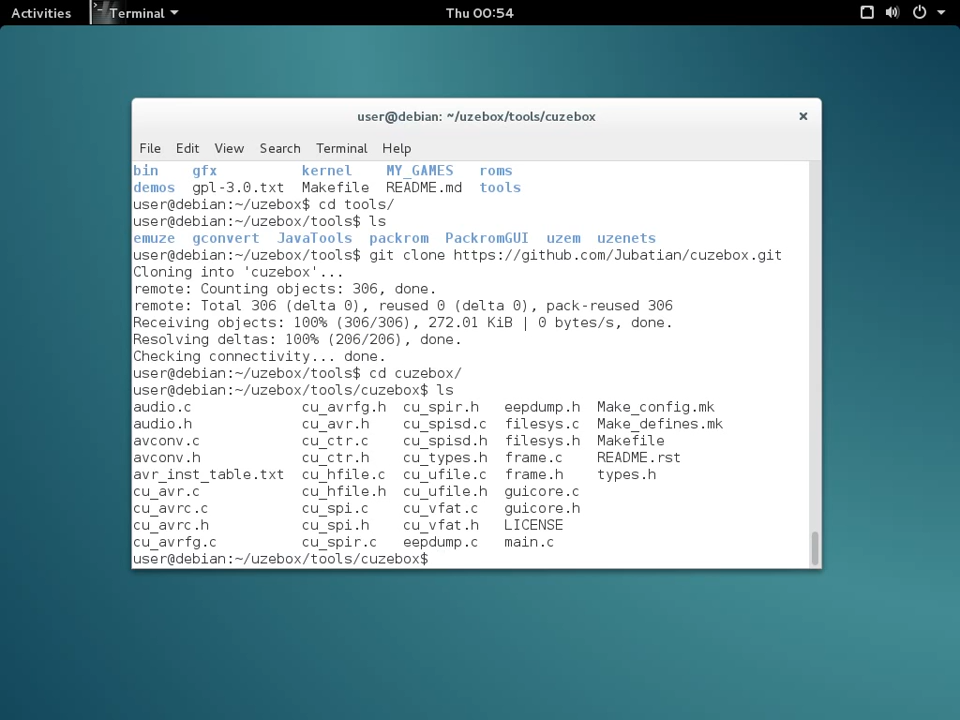 Activities
Terminal
Thu 00:54
user@debian: ~/uzebox/tools/cuzebox
File Edit View Search Terminal Help
bin gfx kernel MY_GAMES roms
demos gpl-3.0.txt Makefile README.md tools
user@debian:~/uzebox$ cd tools/
user@debian:~/uzebox/tools$ ls
emuze gconvert JavaTools packrom PackromGUI uzem uzenets
user@debian:~/uzebox/tools$ git clone https://github.com/Jubatian/cuzebox.git
Cloning into 'cuzebox'...
remote: Counting objects: 306, done.
remote: Total 306 (delta 0), reused 0 (delta 0), pack-reused 306
Receiving objects: 100% (306/306), 272.01 KiB | 0 bytes/s, done.
Resolving deltas: 100% (206/206), done.
Checking connectivity... done.
user@debian:~/uzebox/tools$ cd cuzebox/
user@debian:~/uzebox/tools/cuzebox$ ls
audio.c cu_avrfg.h cu_spir.h eepdump.h Make_config.mk
audio.h cu_avr.h cu_spisd.c filesys.c Make_defines.mk
avconv.c cu_ctr.c cu_spisd.h filesys.h Makefile
avconv.h cu_ctr.h cu_types.h frame.c README.rst
avr_inst_table.txt cu_hfile.c cu_ufile.c frame.h types.h
cu_avr.c cu_hfile.h cu_ufile.h guicore.c
cu_avrc.c cu_spi.c cu_vfat.c guicore.h
cu_avrc.h cu_spi.h cu_vfat.h LICENSE
cu_avrfg.c cu_spir.c eepdump.c main.c
user@debian:~/uzebox/tools/cuzebox$